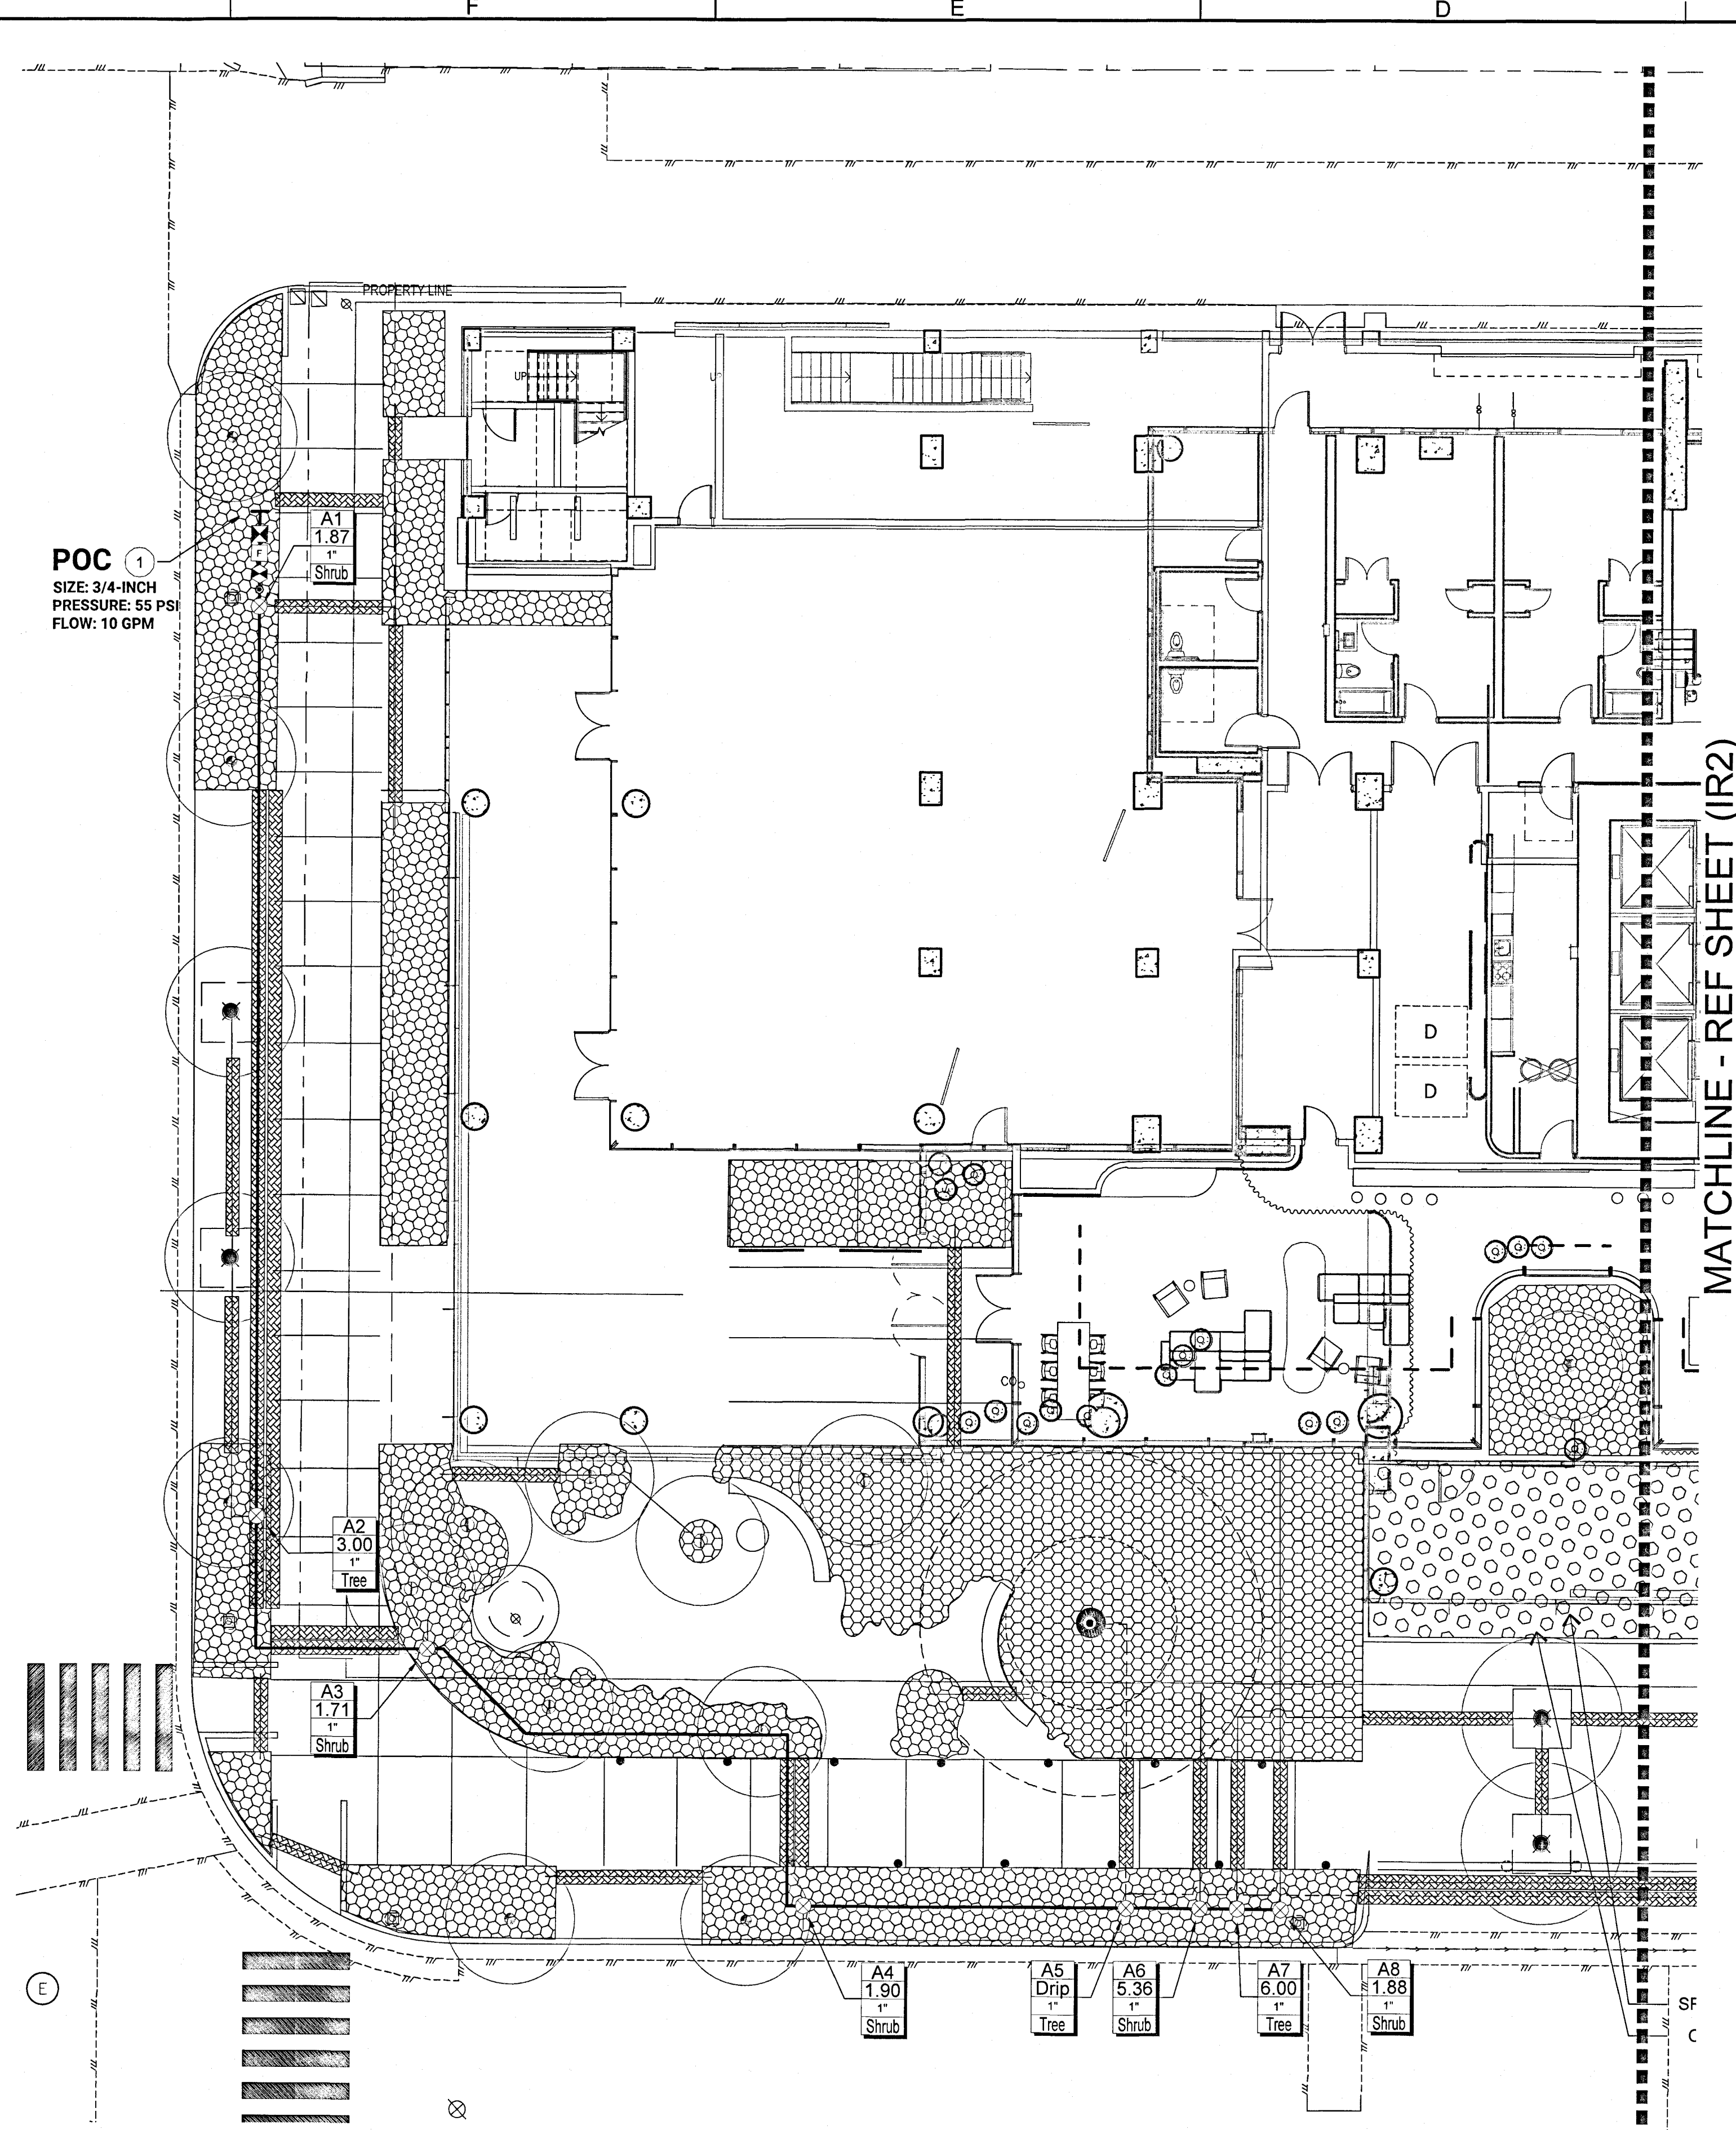 F
E
D
PROPERTY LINE
UP
UP
POC 1
SIZE: 3/4-INCH
PRESSURE: 55 PSI
FLOW: 10 GPM
F
A1
1.87
1"
Shrub
MATCHLINE - REF SHEET (IR2)
D
D
A2
3.00
1"
Tree
A3
1.71
1"
Shrub
A4
1.90
1"
Shrub
A5
Drip
1"
Tree
A6
5.36
1"
Shrub
A7
6.00
1"
Tree
A8
1.88
1"
Shrub
E